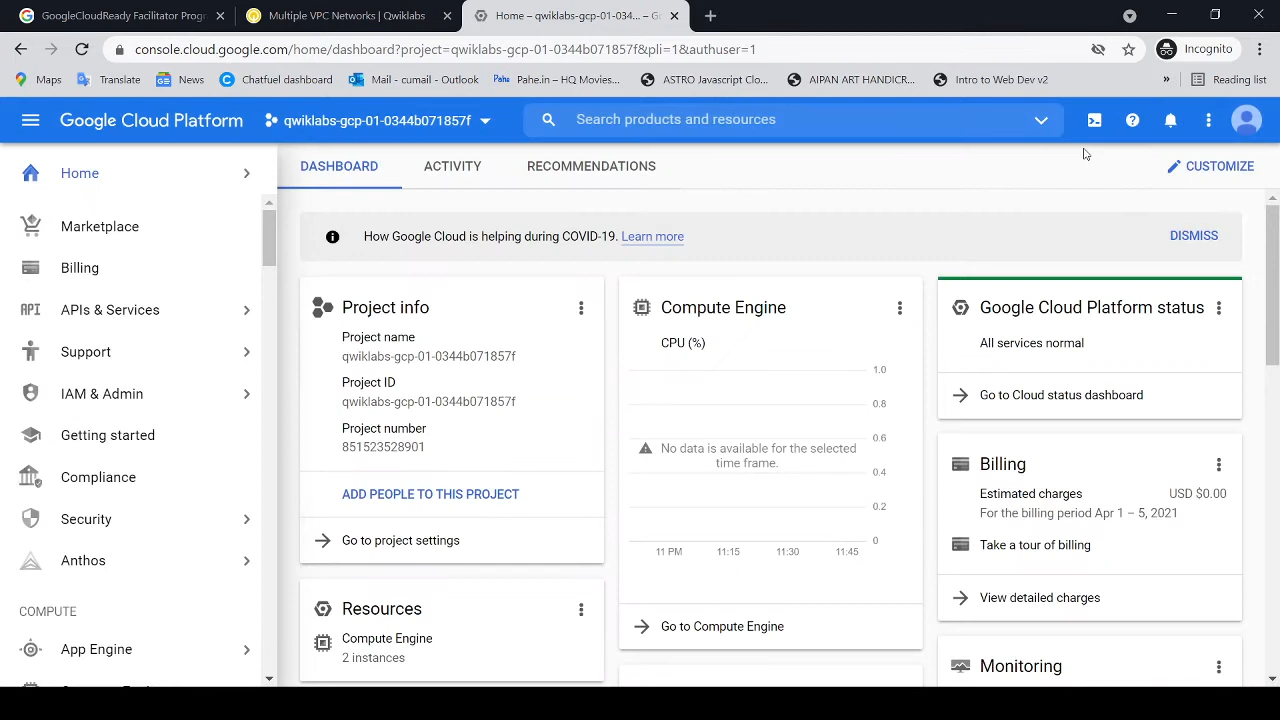 GoogleCloudReady Facilitator Progr
Multiple VPC Networks | Qwiklabs
Home – qwiklabs-gcp-01-034... – Go
console.cloud.google.com/home/dashboard?project=qwiklabs-gcp-01-0344b071857f&pli=1&authuser=1
Incognito
Maps
Translate
News
Chatfuel dashboard
Mail - cumail - Outlook
Pahe Pahe.in – HQ Movies...
ASTRO Javascript Clo...
AIPAN ART(HANDICR...
Intro to Web Dev v2
»
Reading list
Google Cloud Platform
qwiklabs-gcp-01-0344b071857f
Search products and resources
Home
Marketplace
Billing
API APIs & Services
Support
IAM & Admin
Getting started
Compliance
Security
Anthos
COMPUTE
App Engine
DASHBOARD
ACTIVITY
RECOMMENDATIONS
CUSTOMIZE
How Google Cloud is helping during COVID-19. Learn more
DISMISS
Project info
Project name
qwiklabs-gcp-01-0344b071857f
Project ID
qwiklabs-gcp-01-0344b071857f
Project number
851523528901
ADD PEOPLE TO THIS PROJECT
Go to project settings
Resources
Compute Engine
2 instances
Compute Engine
CPU (%)
1.0
0.8
0.6
No data is available for the selected
time frame.
0.4
0.2
0
11 PM
11:15
11:30
11:45
Go to Compute Engine
Google Cloud Platform status
All services normal
Go to Cloud status dashboard
Billing
Estimated charges
USD $0.00
For the billing period Apr 1 – 5, 2021
Take a tour of billing
View detailed charges
Monitoring